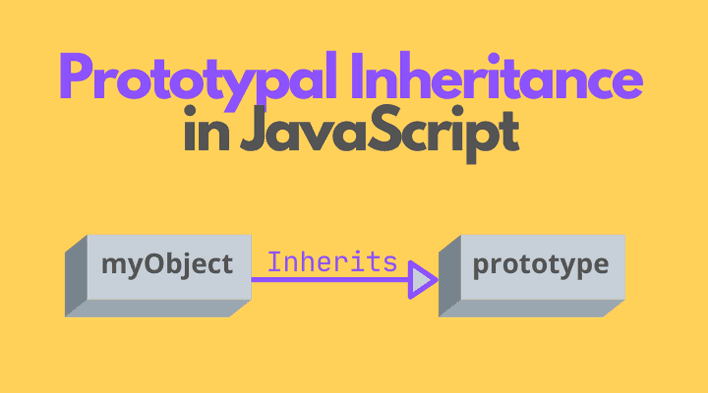 Prototypal Inheritance
in JavaScript
myObject
Inherits
prototype